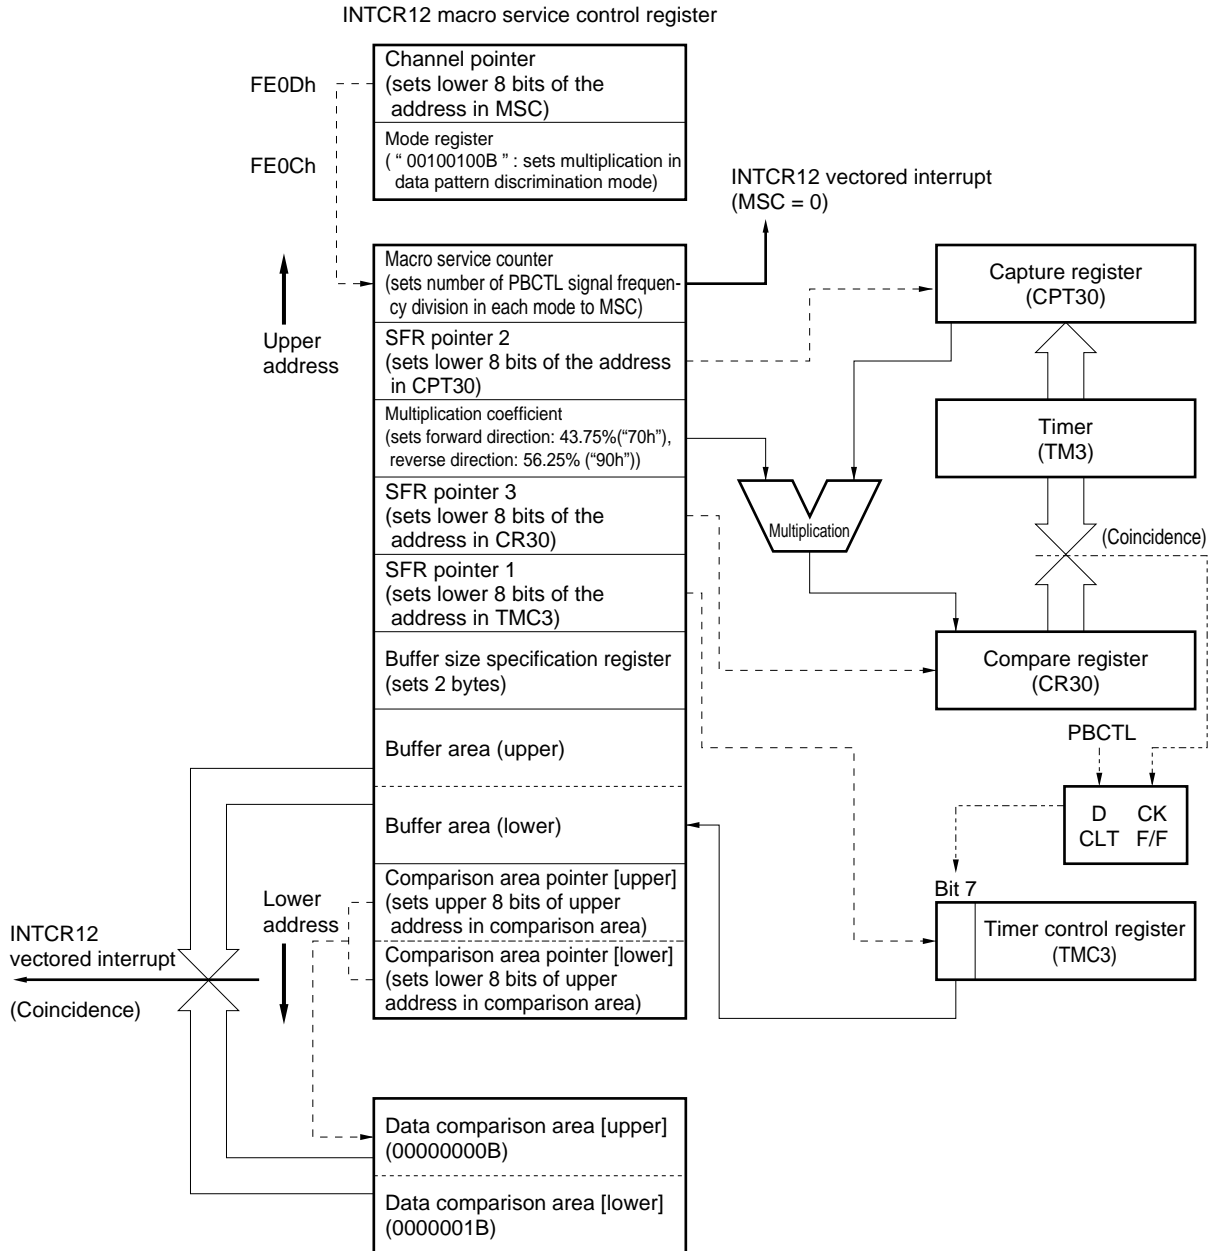 INTCR12 macro service control register
FE0Dh
Channel pointer
(sets lower 8 bits of the
address in MSC)
FE0Ch
Mode register
( “ 00100100B ” : sets multiplication in
data pattern discrimination mode)
INTCR12 vectored interrupt
(MSC = 0)
Upper
address
Macro service counter
(sets number of PBCTL signal frequen-
cy division in each mode to MSC)
SFR pointer 2
(sets lower 8 bits of the address
in CPT30)
Multiplication coefficient
(sets forward direction: 43.75%(“70h”),
reverse direction: 56.25% (“90h”))
SFR pointer 3
(sets lower 8 bits of the
address in CR30)
SFR pointer 1
(sets lower 8 bits of the
address in TMC3)
Buffer size specification register
(sets 2 bytes)
Buffer area (upper)
Buffer area (lower)
Comparison area pointer [upper]
(sets upper 8 bits of upper
address in comparison area)
Comparison area pointer [lower]
(sets lower 8 bits of upper
address in comparison area)
Multiplication
Capture register
(CPT30)
Timer
(TM3)
(Coincidence)
Compare register
(CR30)
PBCTL
D CK
CLT F/F
Bit 7
Timer control register
(TMC3)
Lower
address
INTCR12
vectored interrupt
(Coincidence)
Data comparison area [upper]
(00000000B)
Data comparison area [lower]
(0000001B)